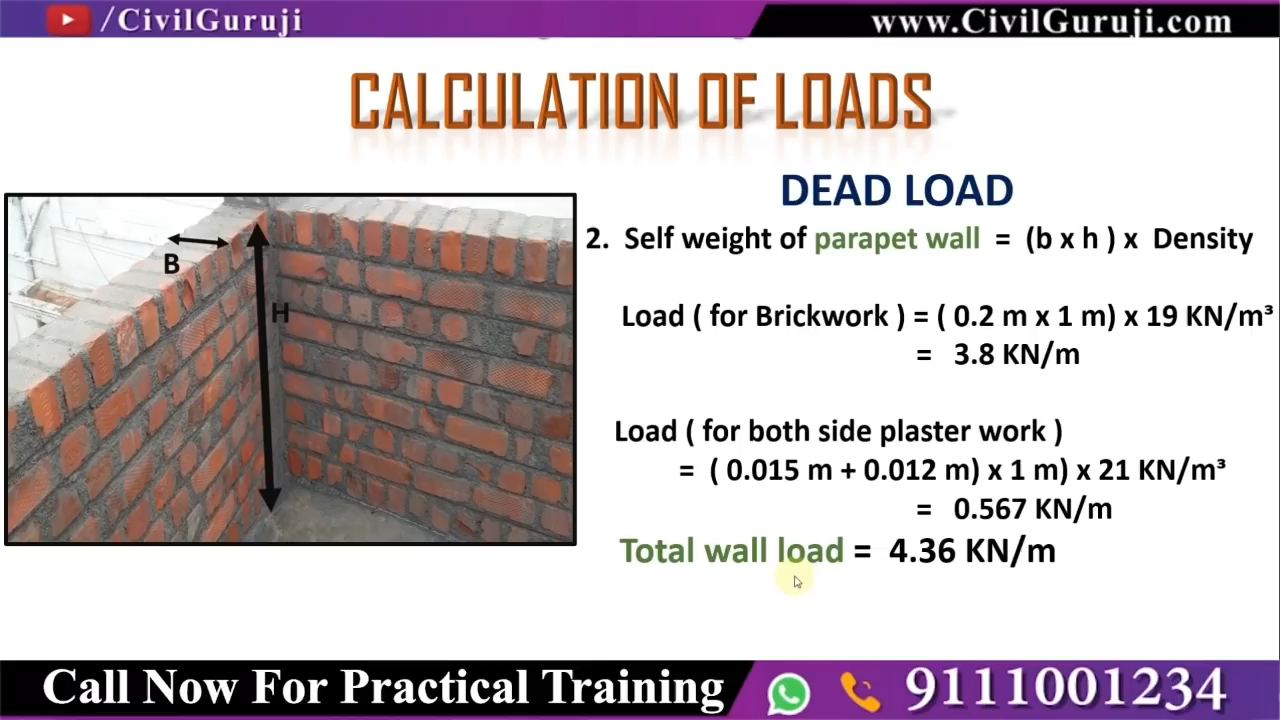 /CivilGuruji
www.CivilGuruji.com
CALCULATION OF LOADS
DEAD LOAD
2. Self weight of parapet wall = (b x h ) x Density
B
H
Load ( for Brickwork ) = ( 0.2 m x 1 m) x 19 KN/m³
= 3.8 KN/m
Load ( for both side plaster work )
= ( 0.015 m + 0.012 m) x 1 m) x 21 KN/m³
= 0.567 KN/m
Total wall load = 4.36 KN/m
Call Now For Practical Training
9111001234